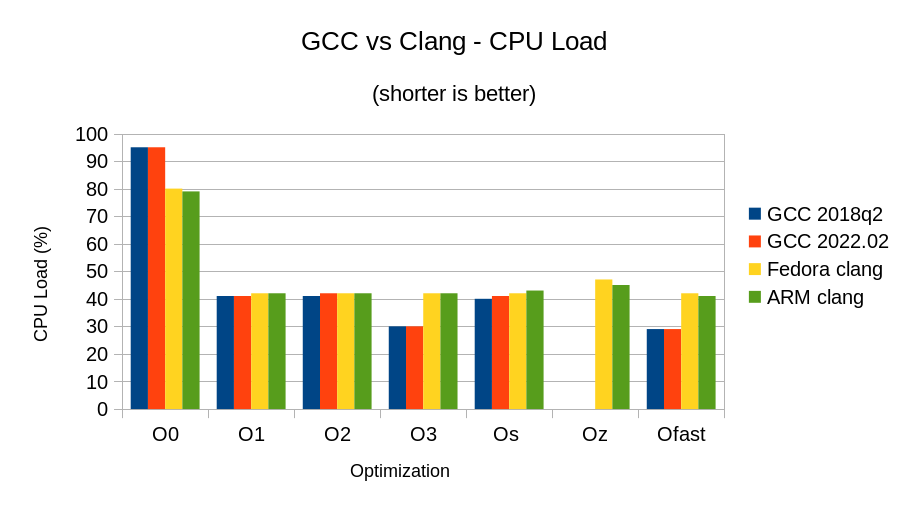 GCC vs Clang - CPU Load
(shorter is better)
CPU Load (%)
100
90
80
70
60
50
40
30
20
10
0
O0 O1 O2 O3 Os Oz Ofast
Optimization
GCC 2018q2
GCC 2022.02
Fedora clang
ARM clang